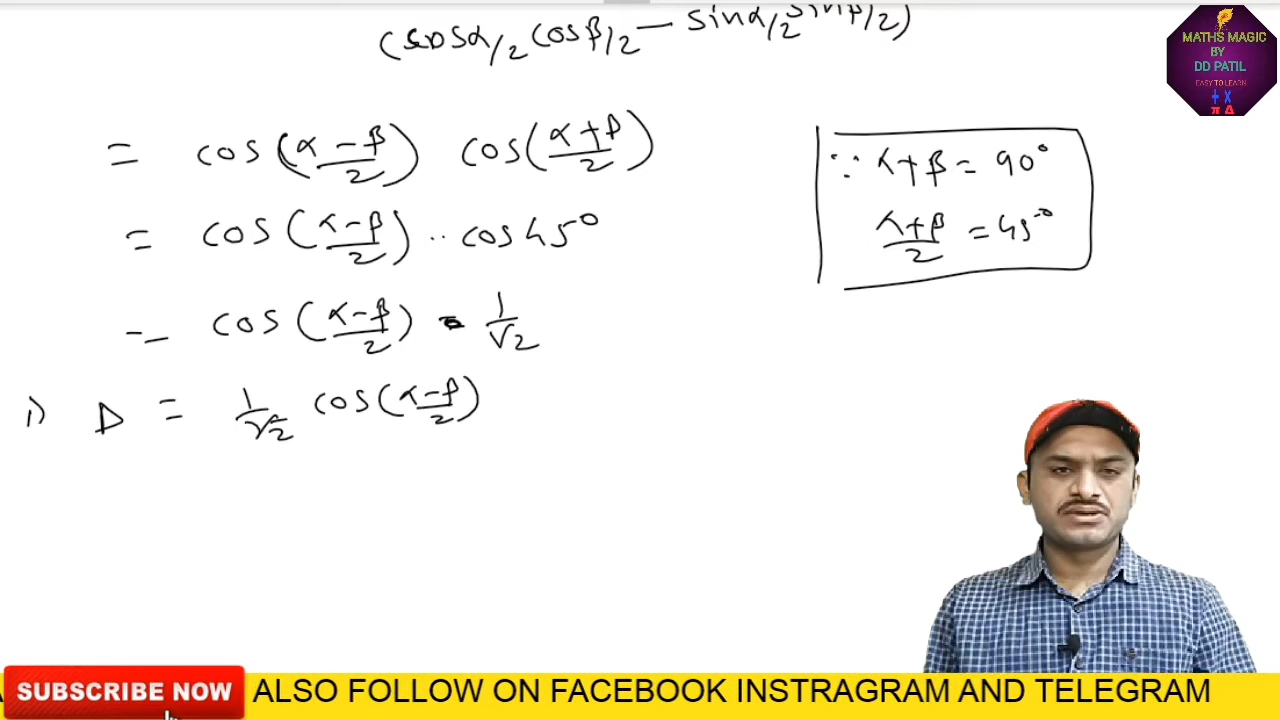 (cosα/2 cosβ/2 — sinα/2 sinβ/2)
= cos(α-β/2) cos(α+β/2)
= cos(α-β/2) .. cos45°
= cos(α-β/2) • 1/√2
i) Δ = 1/√2 cos(α-β/2)
∵ α+β = 90°
α+β/2 = 45°
MATHS MAGIC
BY
DD PATIL
EASY TO LEARN
+ X
π Δ
SUBSCRIBE NOW
ALSO FOLLOW ON FACEBOOK INSTRAGRAM AND TELEGRAM